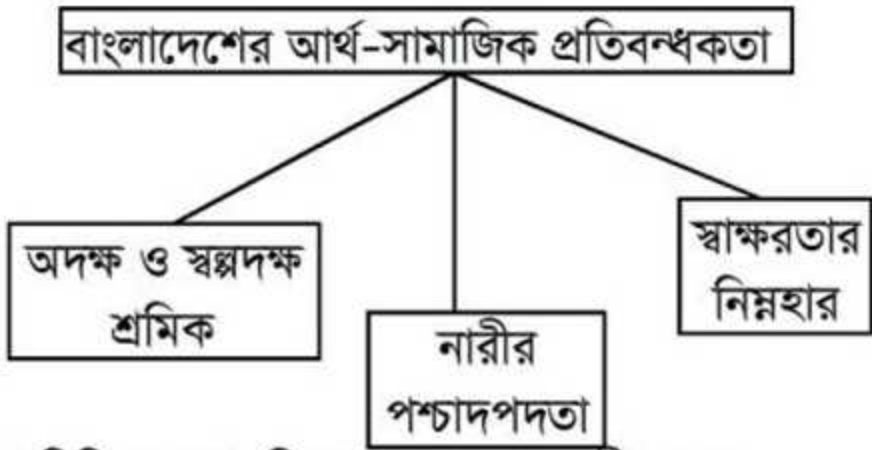 বাংলাদেশের আর্থ-সামাজিক প্রতিবন্ধকতা
অদক্ষ ও স্বল্পদক্ষ
শ্রমিক
নারীর
পশ্চাদপদতা
স্বাক্ষরতার
নিম্নহার